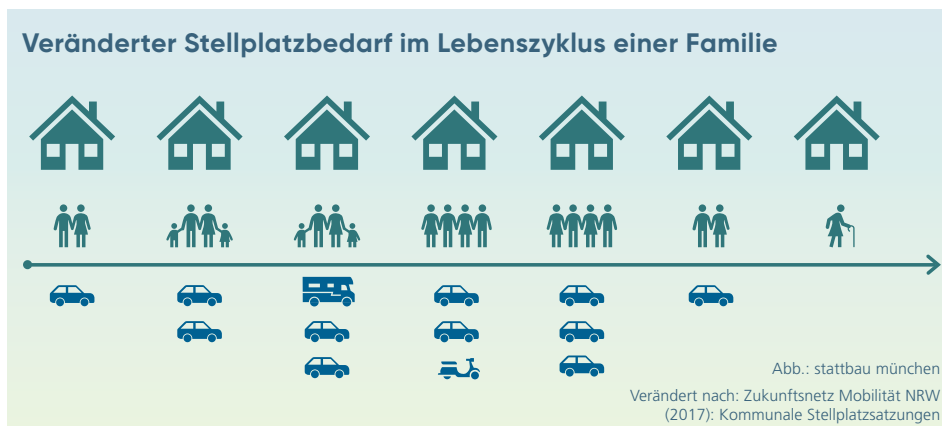 Veränderter Stellplatzbedarf im Lebenszyklus einer Familie
Abb.: stattbau münchen
Verändert nach: Zukunftsnetz Mobilität NRW
(2017): Kommunale Stellplatzsatzungen